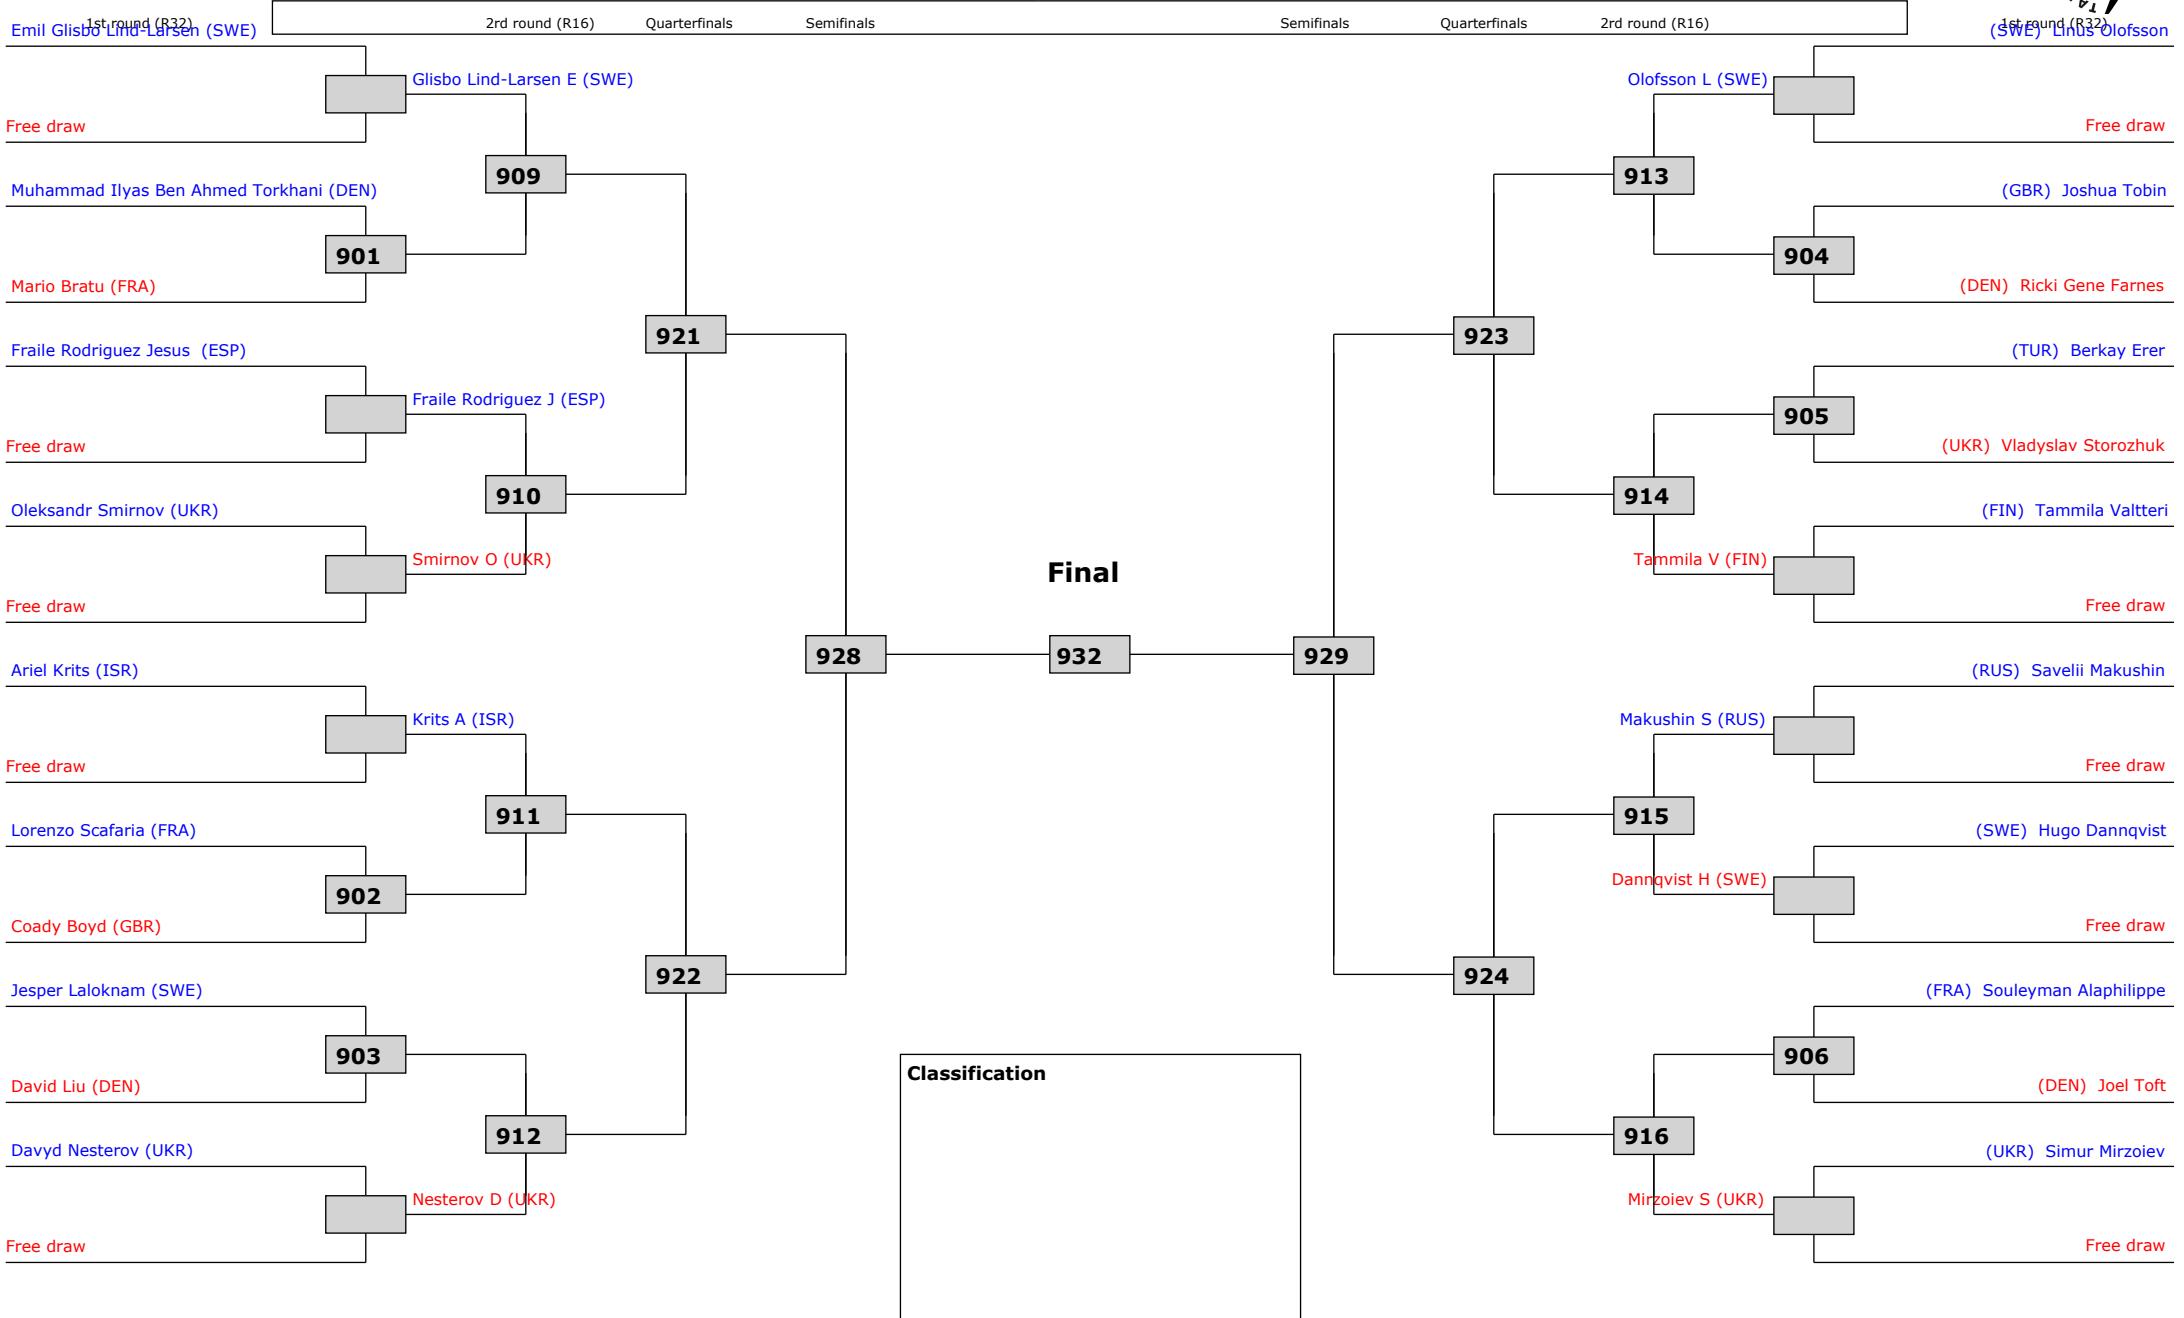 1st round (R32) 2rd round (R16) Quarterfinals Semifinals Semifinals Quarterfinals 2rd round (R16) 1st round (R32)
Emil Glisbo Lind-Larsen (SWE) (SWE) Linus Olofsson
Glisbo Lind-Larsen E (SWE) Olofsson L (SWE)
Free draw Free draw
909 913
Muhammad Ilyas Ben Ahmed Torkhani (DEN) (GBR) Joshua Tobin
901 904
Mario Bratu (FRA) (DEN) Ricki Gene Farnes
921 923
Fraile Rodriguez Jesus (ESP) (TUR) Berkay Erer
Fraile Rodriguez J (ESP) 905
Free draw (UKR) Vladyslav Storozhuk
910 914
Oleksandr Smirnov (UKR) (FIN) Tammila Valtteri
Smirnov O (UKR) Tammila V (FIN)
Final
Free draw Free draw
928 932 929
Ariel Krits (ISR) (RUS) Savelii Makushin
Krits A (ISR) Makushin S (RUS)
Free draw Free draw
911 915
Lorenzo Scafaria (FRA) (SWE) Hugo Dannqvist
902 Dannqvist H (SWE)
Coady Boyd (GBR) Free draw
922 924
Jesper Laloknam (SWE) (FRA) Souleyman Alaphilippe
903 906
Classification
David Liu (DEN) (DEN) Joel Toft
912 916
Davyd Nesterov (UKR) (UKR) Simur Mirzoiev
Nesterov D (UKR) Mirzoiev S (UKR)
Free draw Free draw